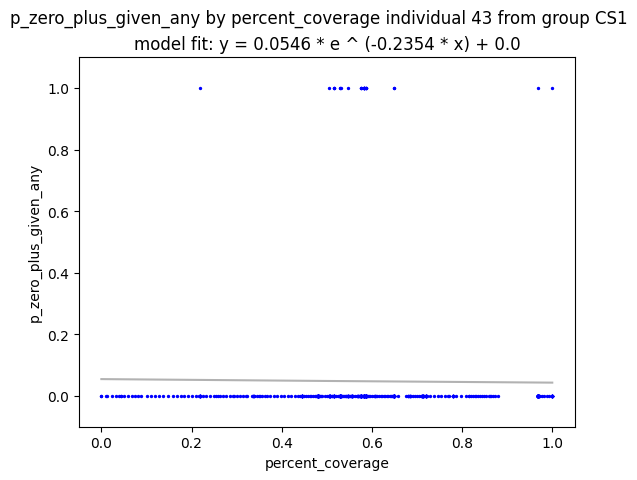 p_zero_plus_given_any by percent_coverage individual 43 from group CS1
model fit: y = 0.0546 * e ^ (-0.2354 * x) + 0.0
1.0
0.8
0.6
0.4
0.2
0.0
p_zero_plus_given_any
0.0 0.2 0.4 0.6 0.8 1.0
percent_coverage